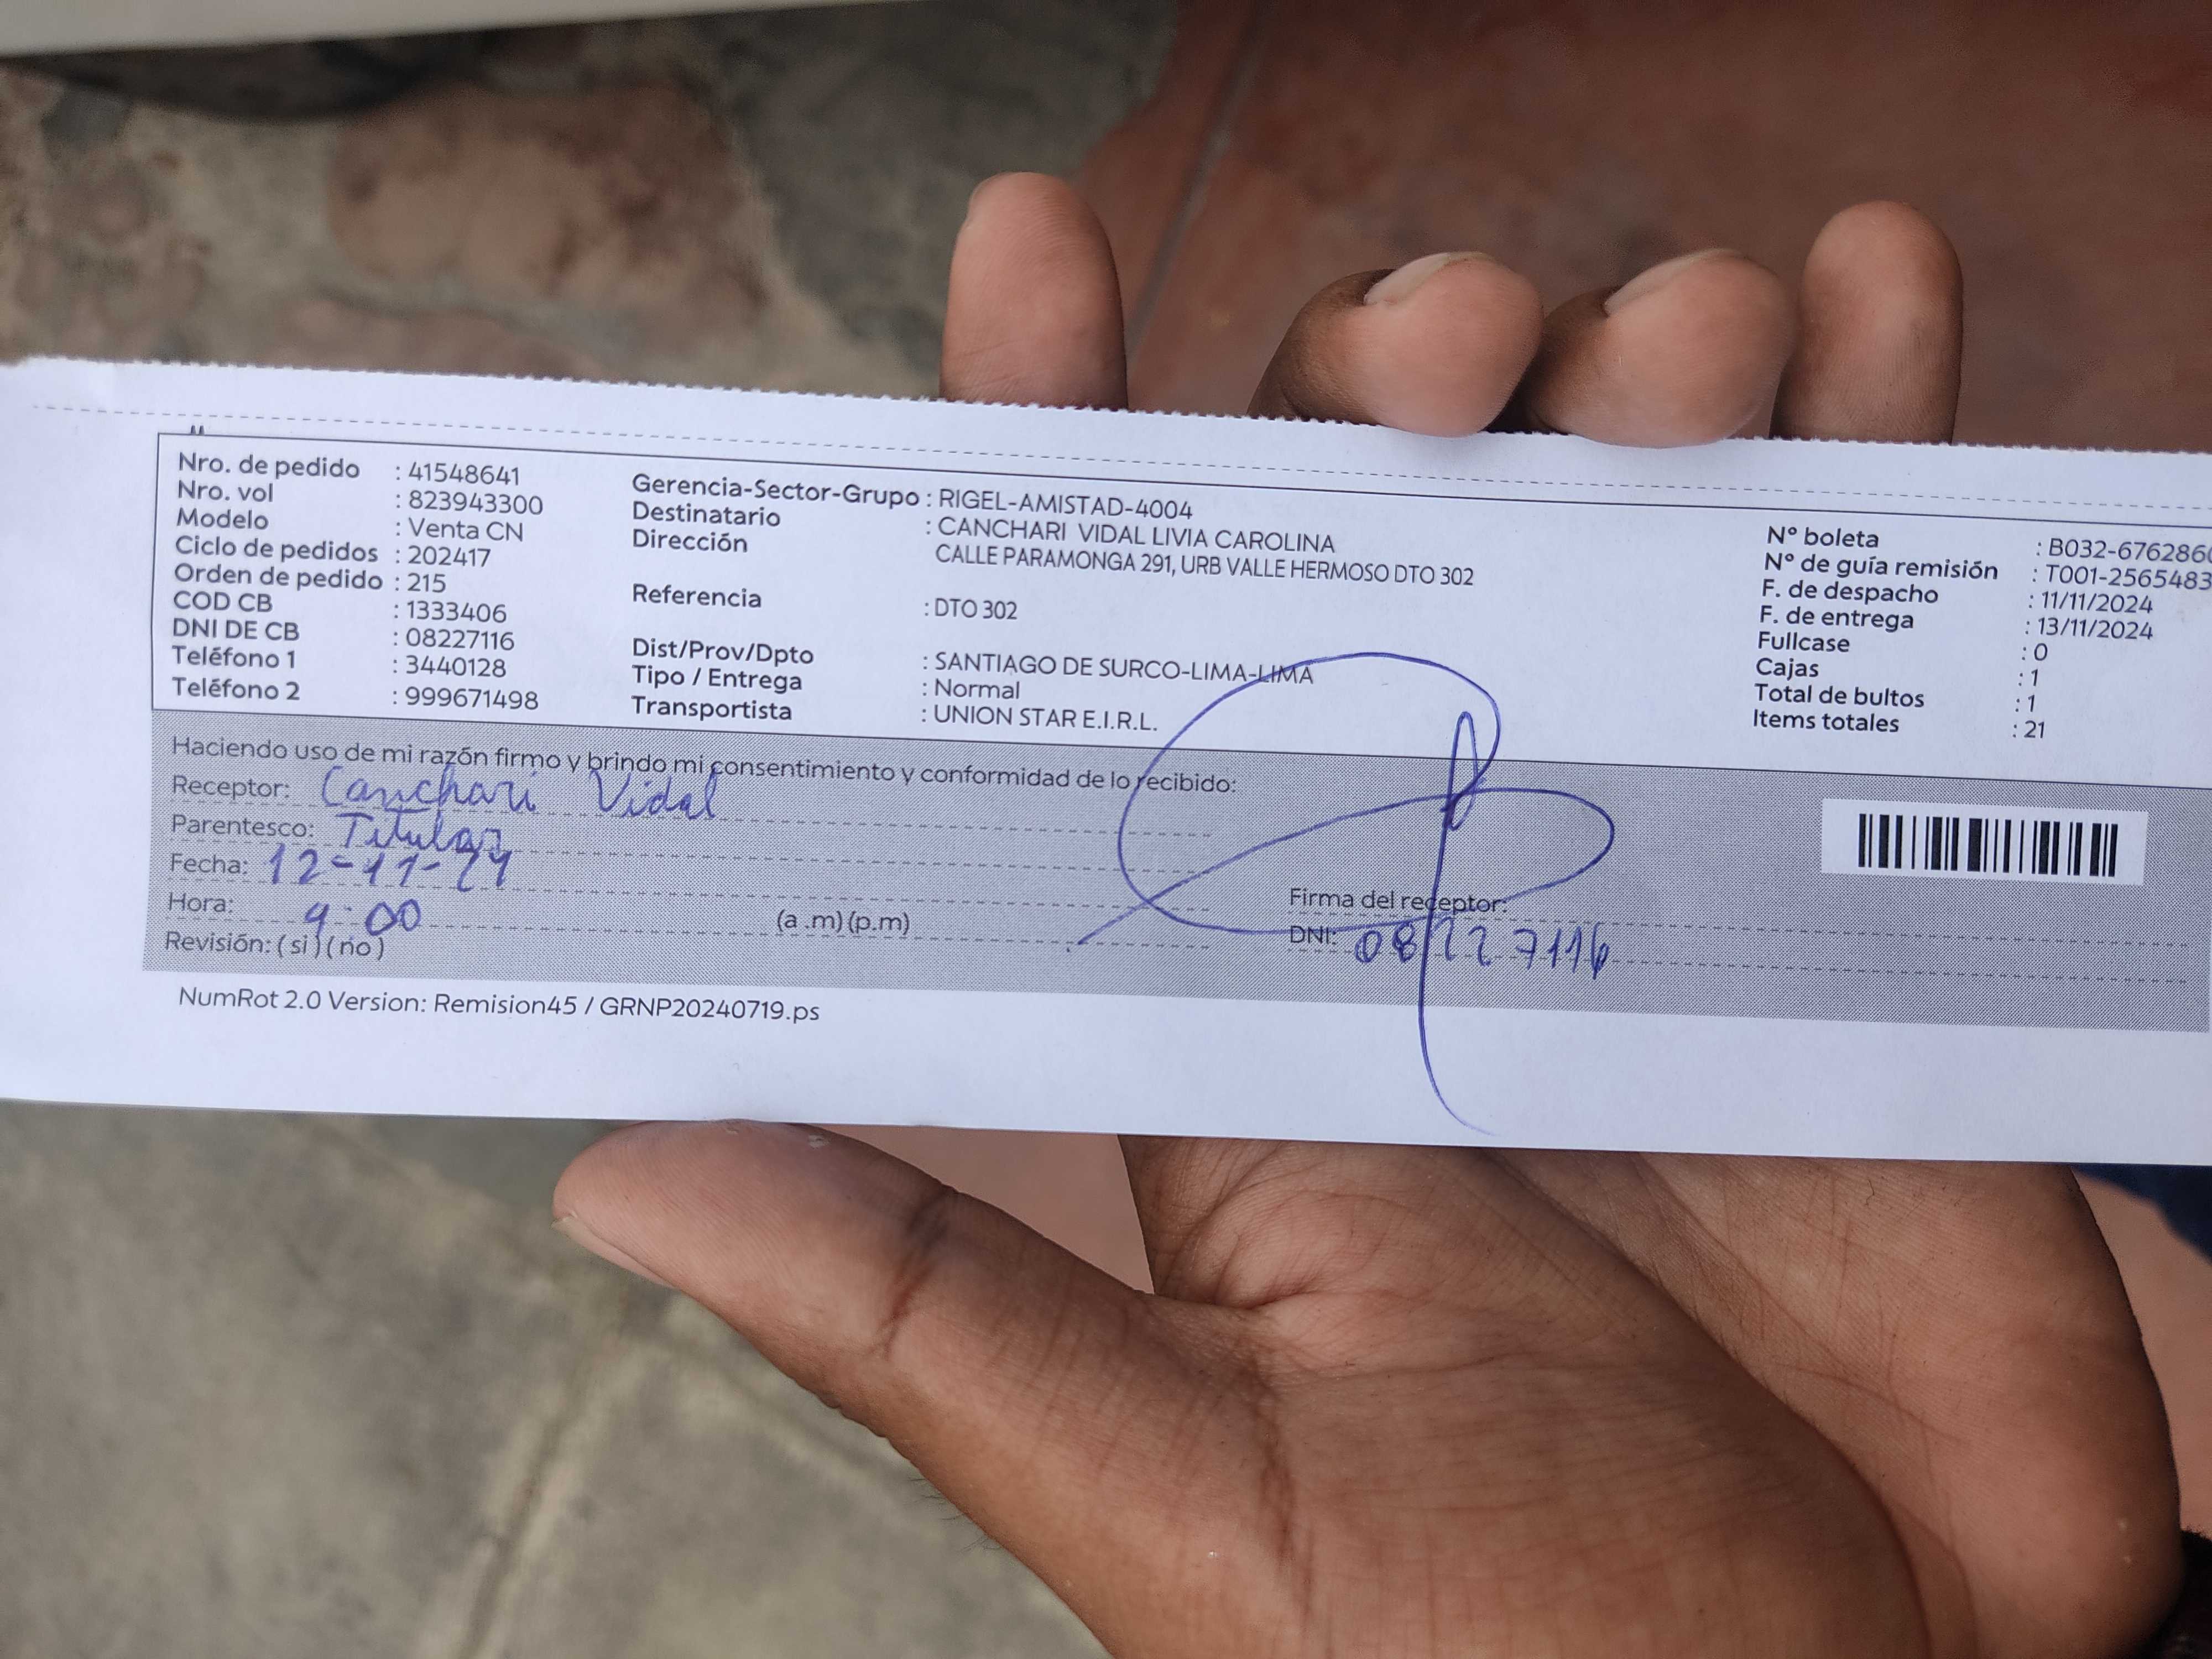 Nro. de pedido : 41548641
Nro. vol : 823943300
Modelo : Venta CN
Ciclo de pedidos : 202417
Orden de pedido : 215
COD CB : 1333406
DNI DE CB : 08227116
Teléfono 1 : 3440128
Teléfono 2 : 999671498
Gerencia-Sector-Grupo : RIGEL-AMISTAD-4004
Destinatario : CANCHARI VIDAL LIVIA CAROLINA
Dirección CALLE PARAMONGA 291, URB VALLE HERMOSO DTO 302
Referencia : DTO 302
Dist/Prov/Dpto : SANTIAGO DE SURCO-LIMA-LIMA
Tipo / Entrega : Normal
Transportista : UNION STAR E.I.R.L.
N° boleta : B032-6762860
N° de guía remisión : T001-2565483
F. de despacho : 11/11/2024
F. de entrega : 13/11/2024
Fullcase : 0
Cajas : 1
Total de bultos : 1
Items totales : 21
Haciendo uso de mi razón firmo y brindo mi consentimiento y conformidad de lo recibido:
Receptor: Canchari Vidal
Parentesco: Titular
Fecha: 12-11-24
Hora: 9:00 (a .m) (p.m)
Revisión: ( si ) ( no )
Firma del receptor:
DNI: 08227116
NumRot 2.0 Version: Remision45 / GRNP20240719.ps